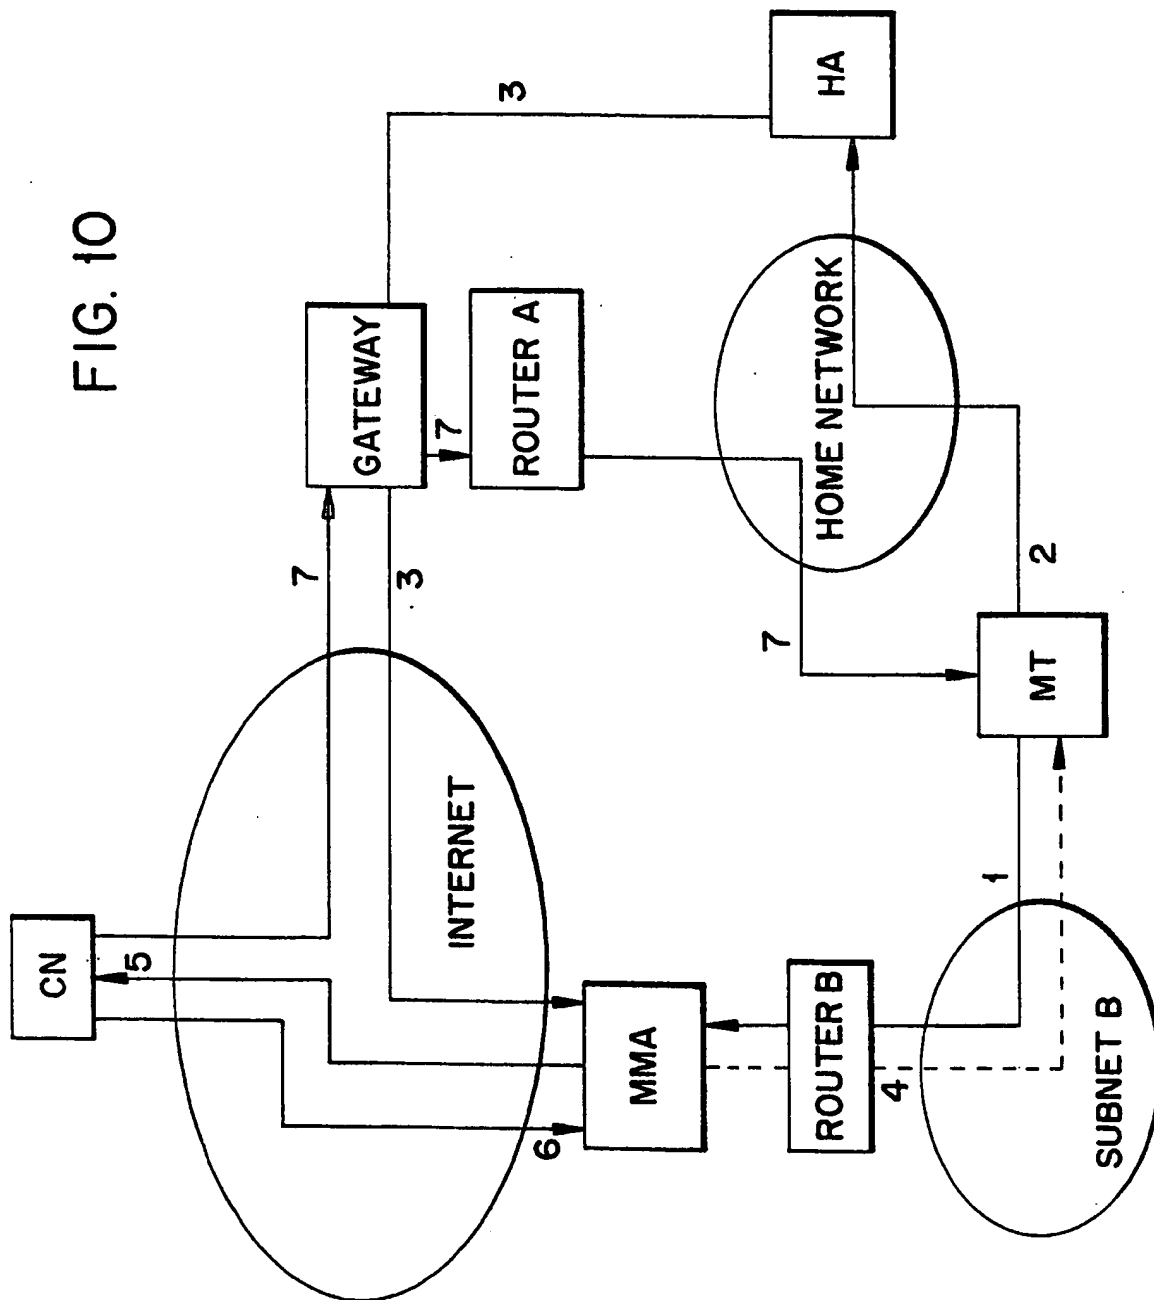 FIG. 10
CN
5
7
GATEWAY
3
7
INTERNET
3
ROUTER A
6
MMA
7
ROUTER B
HOME NETWORK
HA
4
1
MT
2
SUBNET B